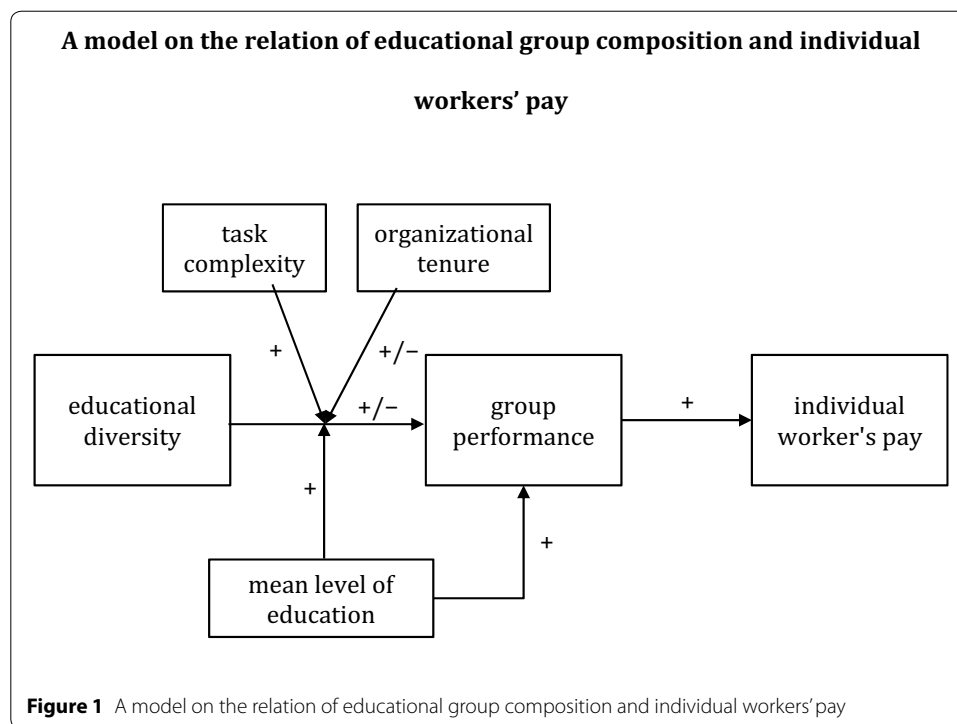 A model on the relation of educational group composition and individual
workers' pay
task
complexity
organizational
tenure
+
+/−
educational
diversity
+/−
group
performance
+
individual
worker's pay
+
+
mean level of
education
Figure 1 A model on the relation of educational group composition and individual workers' pay